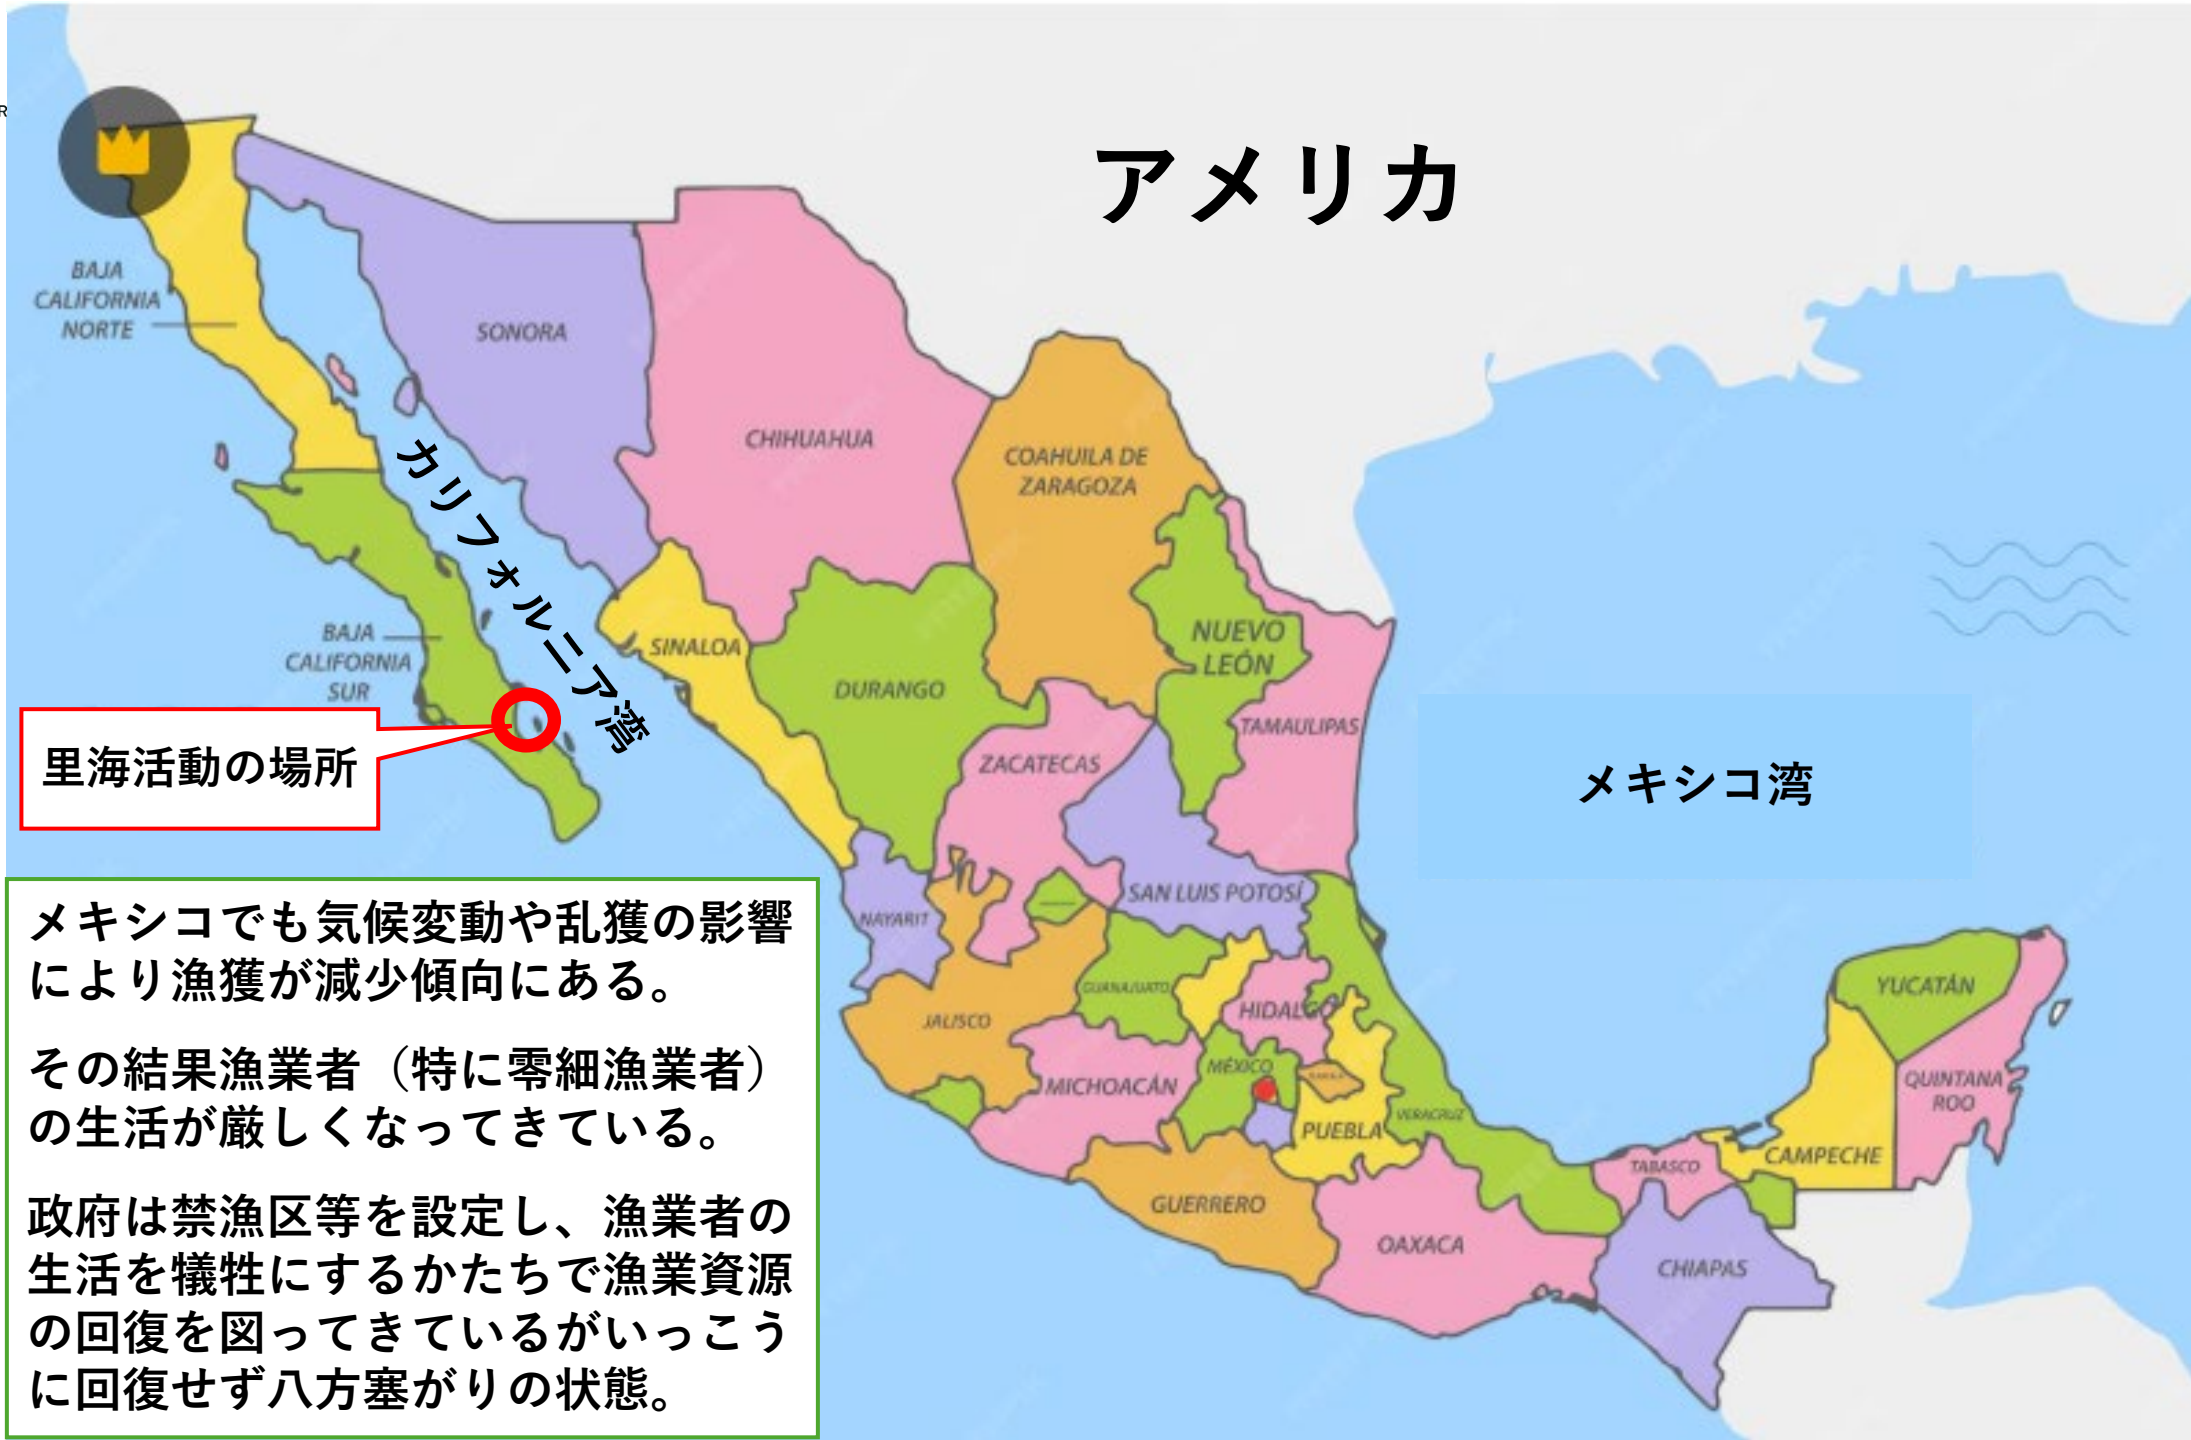 R
アメリカ
BAJA
CALIFORNIA
NORTE
SONORA
CHIHUAHUA
COAHUILA DE
ZARAGOZA
カリフォルニア湾
BAJA
CALIFORNIA
SUR
SINALOA
DURANGO
NUEVO
LEÓN
TAMAULIPAS
ZACATECAS
里海活動の場所
メキシコ湾
SAN LUIS POTOSÍ
NAYARIT
GUANAJUATO
HIDALGO
JALISCO
MICHOACÁN
MÉXICO
PUEBLA
VERACRUZ
GUERRERO
OAXACA
TABASCO
CHIAPAS
CAMPECHE
YUCATÁN
QUINTANA
ROO
メキシコでも気候変動や乱獲の影響
により漁獲が減少傾向にある。
その結果漁業者（特に零細漁業者）
の生活が厳しくなってきている。
政府は禁漁区等を設定し、漁業者の
生活を犠牲にするかたちで漁業資源
の回復を図ってきているがいっこう
に回復せず八方塞がりの状態。